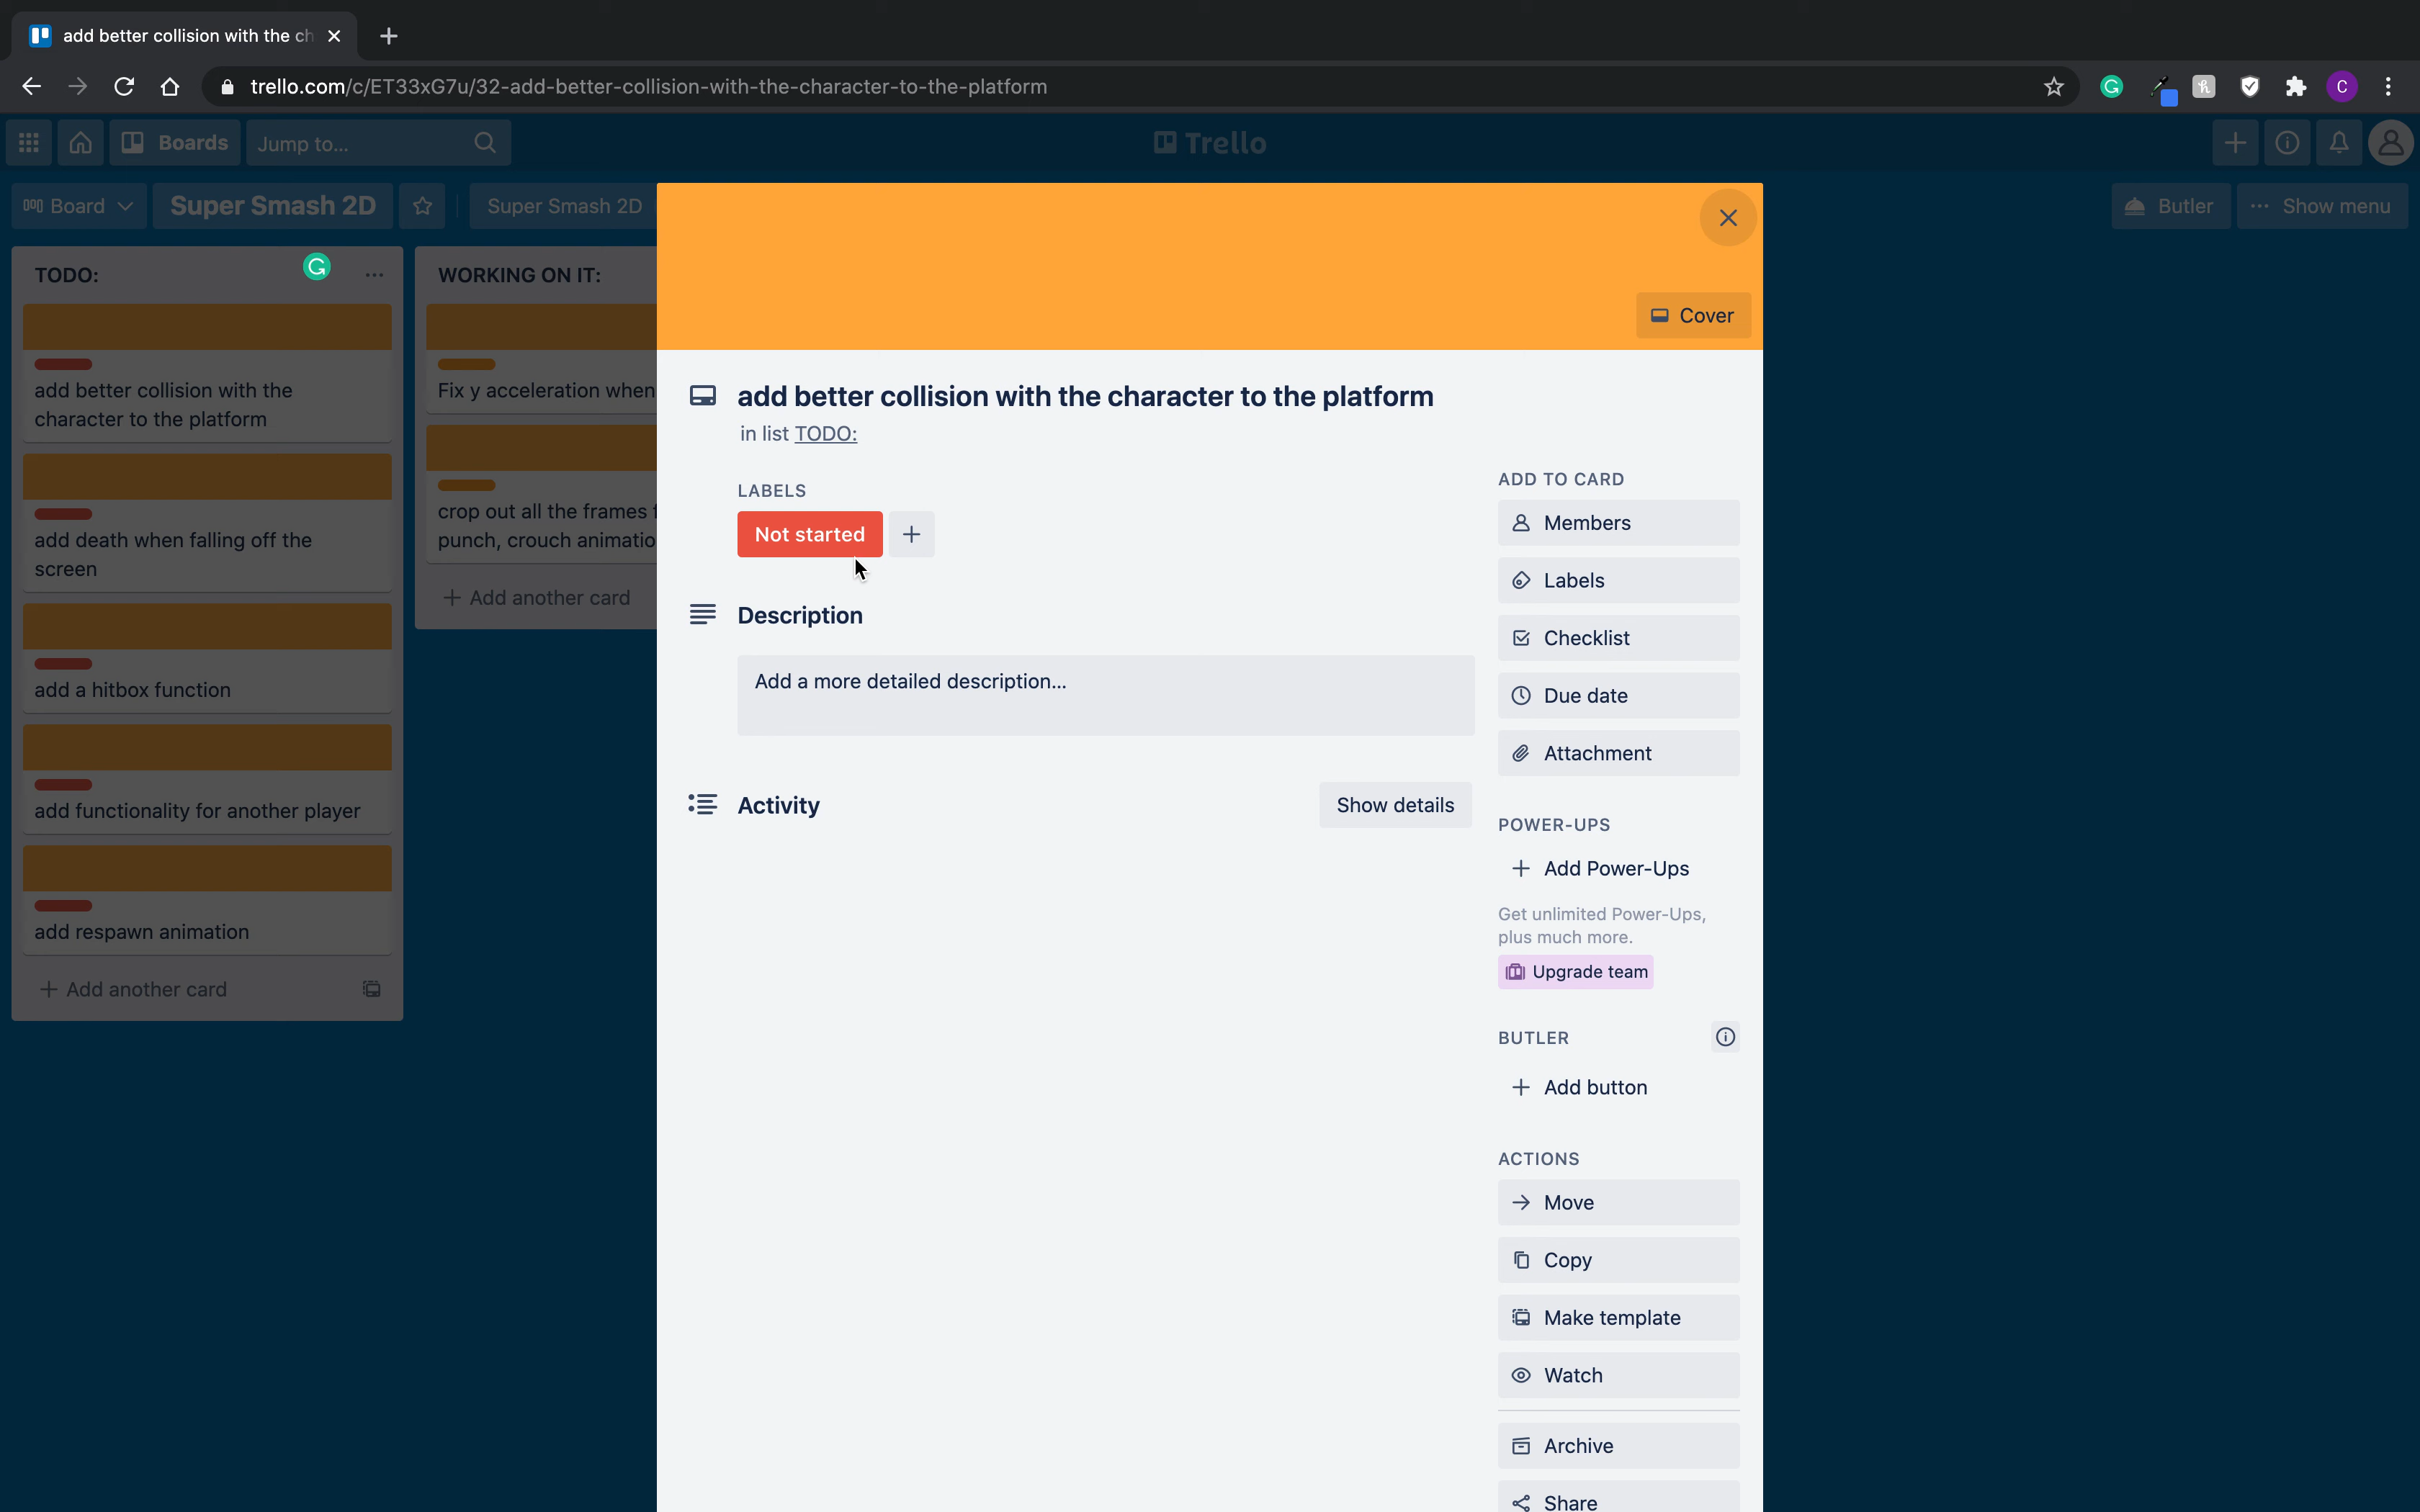 add better collision with the ch
trello.com/c/ET33xG7u/32-add-better-collision-with-the-character-to-the-platform
C
Boards
Jump to...
Trello
Board
Super Smash 2D
Super Smash 2D
Butler
Show menu
TODO:
add better collision with the
character to the platform
add death when falling off the
screen
add a hitbox function
add functionality for another player
add respawn animation
Add another card
WORKING ON IT:
Fix y acceleration when
crop out all the frames
punch, crouch animatio
Add another card
Cover
add better collision with the character to the platform
in list TODO:
LABELS
Not started
Description
Add a more detailed description...
Activity
Show details
ADD TO CARD
Members
Labels
Checklist
Due date
Attachment
POWER-UPS
Add Power-Ups
Get unlimited Power-Ups,
plus much more.
Upgrade team
BUTLER
Add button
ACTIONS
Move
Copy
Make template
Watch
Archive
Share